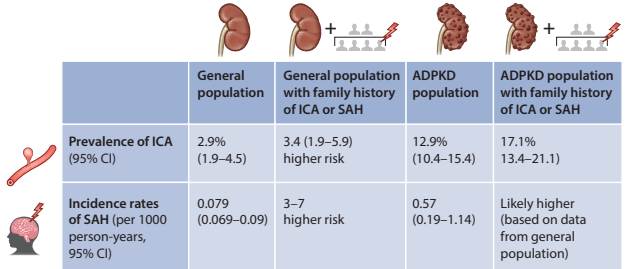 General
population
General population
with family history
of ICA or SAH
ADPKD
population
ADPKD population
with family history
of ICA or SAH
Prevalence of ICA
(95% CI)
2.9%
(1.9–4.5)
3.4 (1.9–5.9)
higher risk
12.9%
(10.4–15.4)
17.1%
13.4–21.1)
Incidence rates
of SAH (per 1000
person-years,
95% CI)
0.079
(0.069–0.09)
3–7
higher risk
0.57
(0.19–1.14)
Likely higher
(based on data
from general
population)